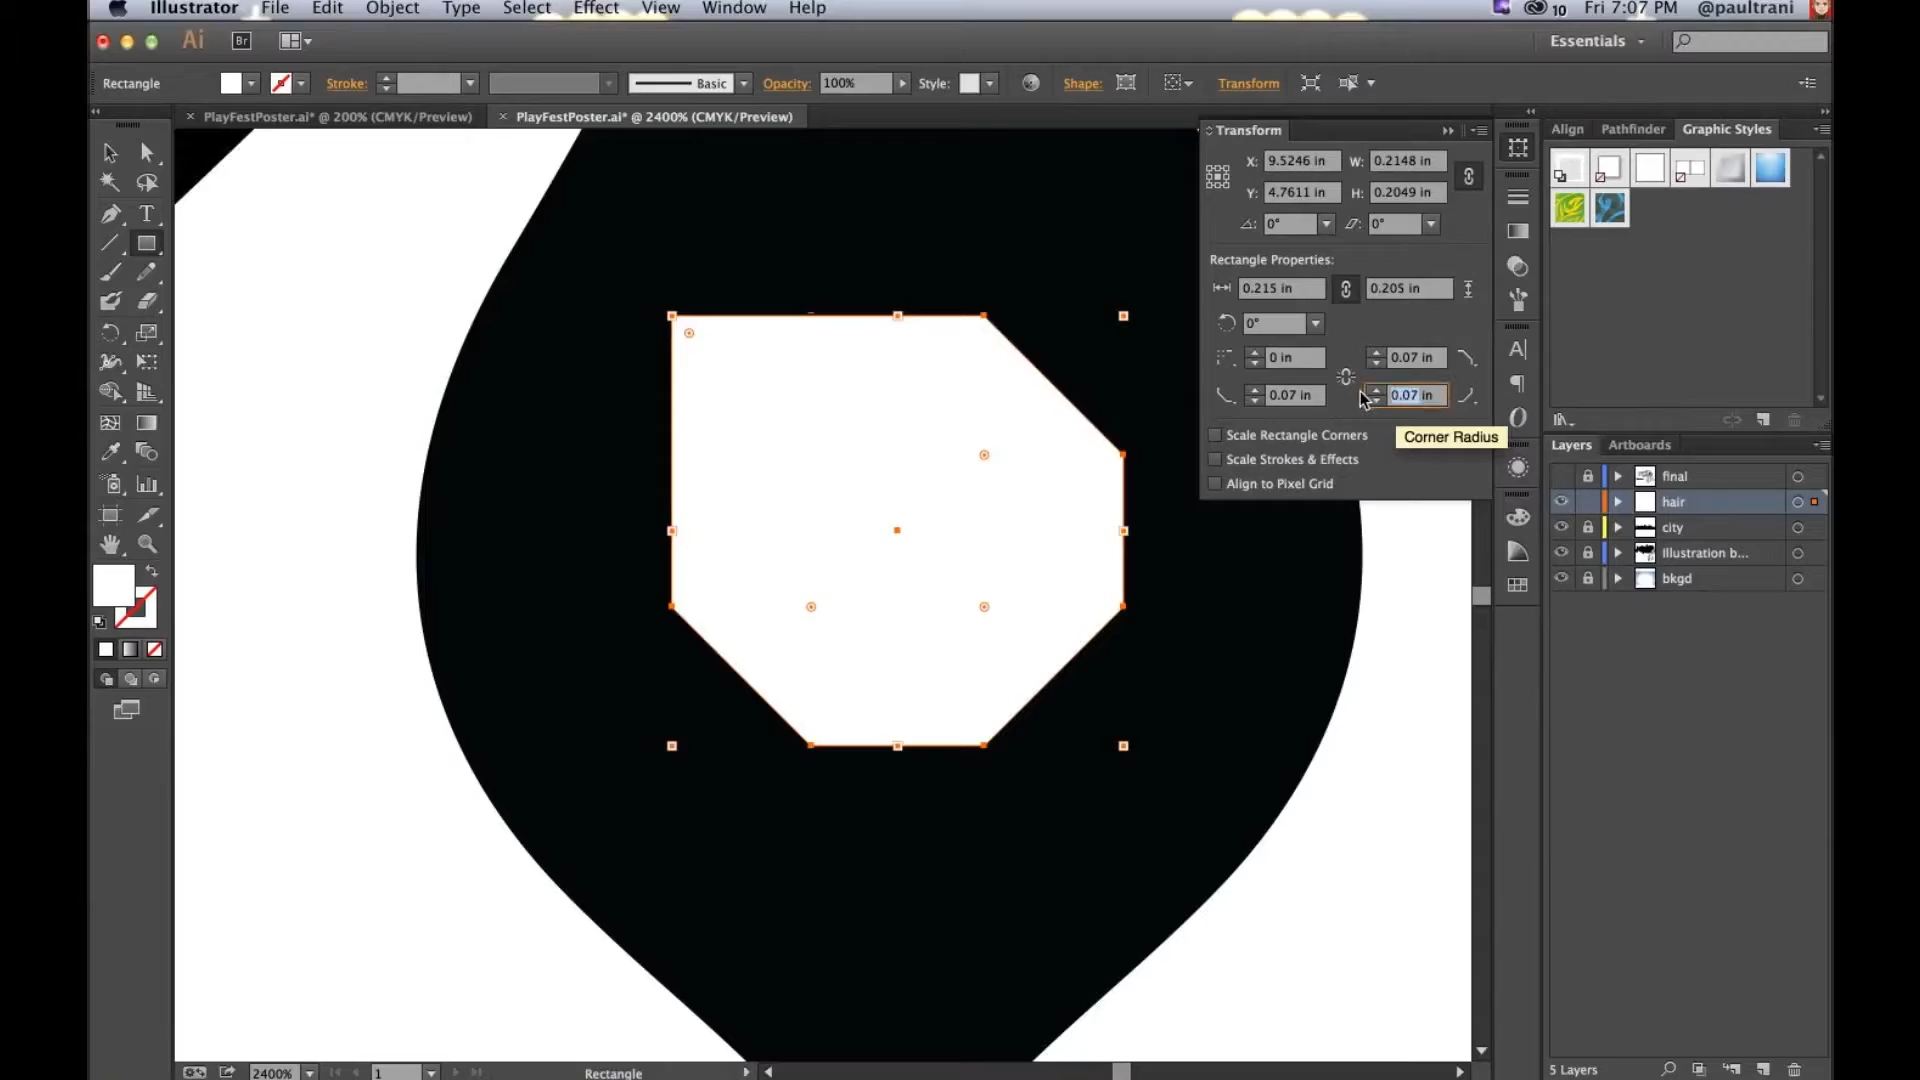 Illustrator File Edit Object Type Select Effect View Window Help 10 Fri 7:07 PM @paultrani
Ai Br Essentials
Rectangle Stroke: Basic Opacity: 100% Style: Shape: Transform
PlayFestPoster.ai* @ 200% (CMYK/Preview) PlayFestPoster.ai* @ 2400% (CMYK/Preview)
Transform
X: 9.5246 in W: 0.2148 in
Y: 4.7611 in H: 0.2049 in
0° 0°
Rectangle Properties:
0.215 in 0.205 in
0°
0 in 0.07 in
0.07 in 0.07 in
Scale Rectangle Corners
Corner Radius
Scale Strokes & Effects
Align to Pixel Grid
Align Pathfinder Graphic Styles
Layers Artboards
final
hair
city
Illustration b...
bkgd
5 Layers
2400% 1 Rectangle